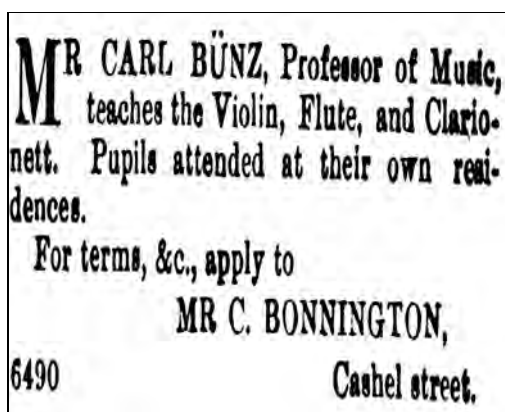 MR CARL BÜNZ, Professor of Music,
teaches the Violin, Flute, and Clario-
nett. Pupils attended at their own resi-
dences.
For terms, &c., apply to
MR C. BONNINGTON,
6490 Cashel street.